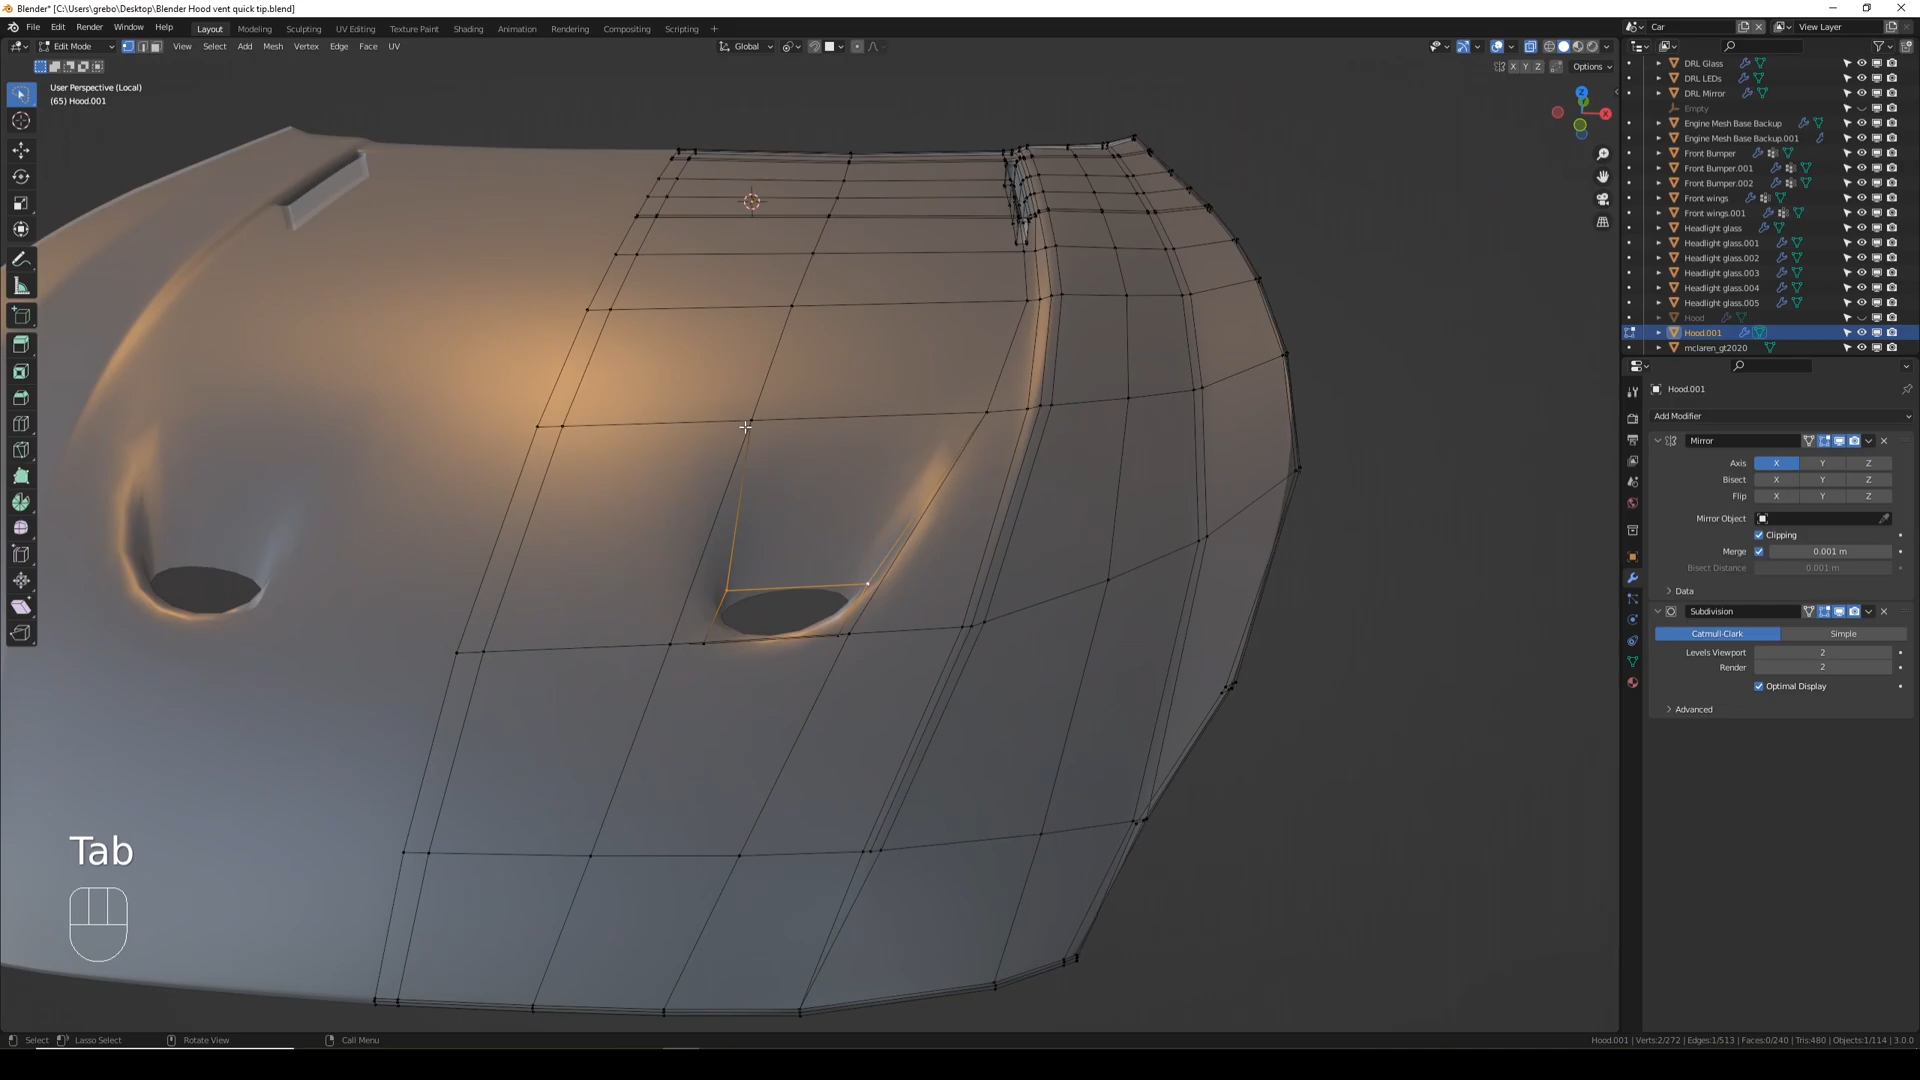 Blender* [C:\Users\grebo\Desktop\Blender Hood vent quick tip.blend]
File Edit Render Window Help Layout Modeling Sculpting UV Editing Texture Paint Shading Animation Rendering Compositing Scripting + Car View Layer
Edit Mode View Select Add Mesh Vertex Edge Face UV Global
X Y Z Options
User Perspective (Local)
(65) Hood.001
Z
X
DRL Glass
DRL LEDs
DRL Mirror
Empty
Engine Mesh Base Backup
Engine Mesh Base Backup.001
Front Bumper
Front Bumper.001
Front Bumper.002
Front wings
Front wings.001
Headlight glass
Headlight glass.001
Headlight glass.002
Headlight glass.003
Headlight glass.004
Headlight glass.005
Hood
Hood.001
mclaren_gt2020
Hood.001
Add Modifier
Mirror
Axis X Y Z
Bisect X Y Z
Flip X Y Z
Mirror Object
Clipping
Merge 0.001 m
Bisect Distance 0.001 m
Data
Subdivision
Catmull-Clark Simple
Levels Viewport 2
Render 2
Optimal Display
Advanced
Tab
Select Lasso Select Rotate View Call Menu Hood.001 | Verts:2/272 | Edges:1/513 | Faces:0/240 | Tris:480 | Objects:1/114 | 3.0.0